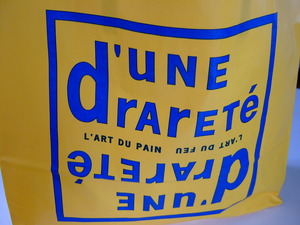 d'UNE
drARETÉ
L'ART DU PAIN
L'ART DU FEU
drARETÉ
d'UNE